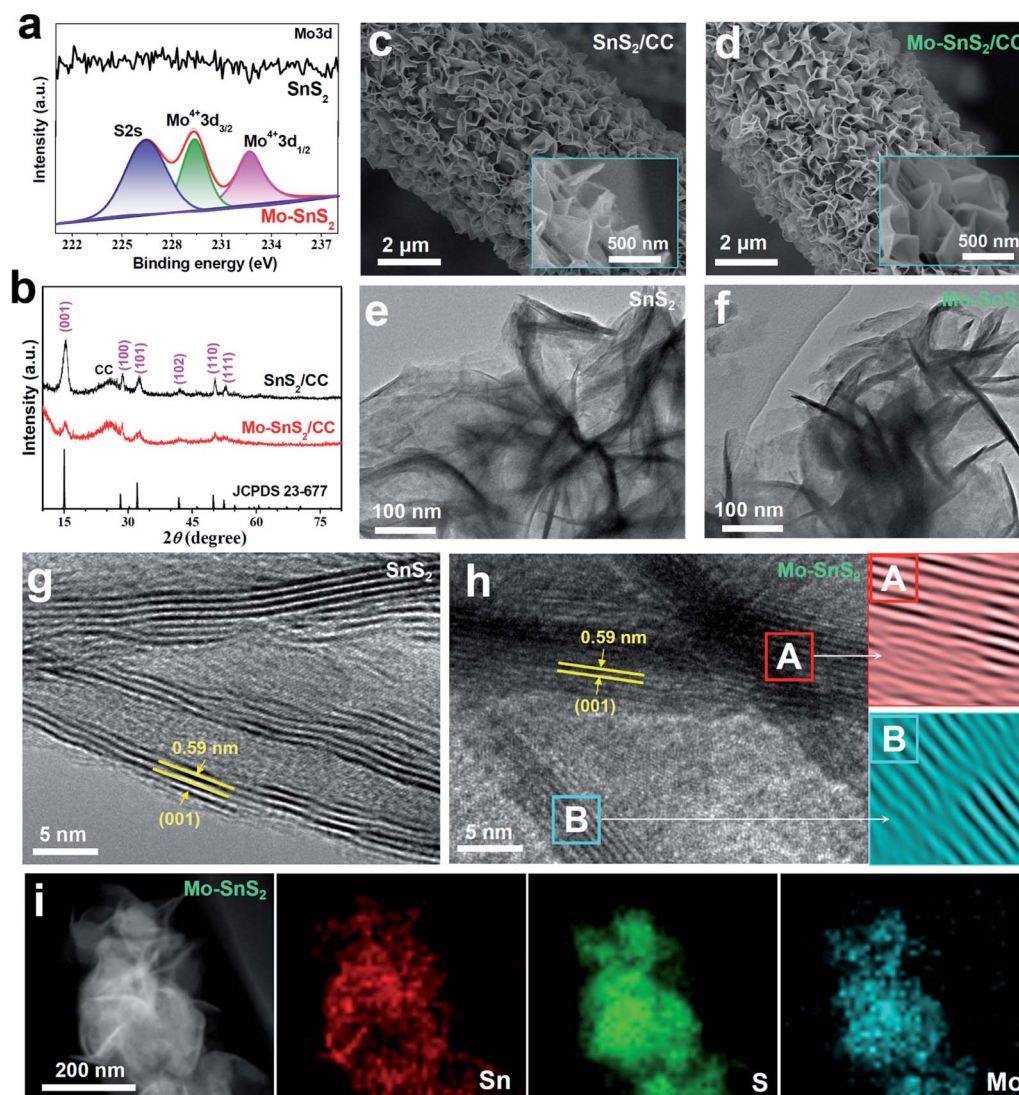 a
Mo3d
SnS₂
S2s
Mo⁴⁺3d₃/₂
Mo⁴⁺3d₁/₂
Mo-SnS₂
Intensity (a.u.)
222 225 228 231 234 237
Binding energy (eV)
b
(001)
CC
(100)
(101)
(102)
(110)
(111)
SnS₂/CC
Mo-SnS₂/CC
JCPDS 23-677
Intensity (a.u.)
15 30 45 60 75
2θ (degree)
c
SnS₂/CC
2 μm
500 nm
d
Mo-SnS₂/CC
2 μm
500 nm
e
SnS₂
100 nm
f
Mo-SnS
100 nm
g
SnS₂
0.59 nm
(001)
5 nm
h
Mo-SnS₂
0.59 nm
(001)
A
B
5 nm
A
B
i
Mo-SnS₂
200 nm
Sn
S
Mo